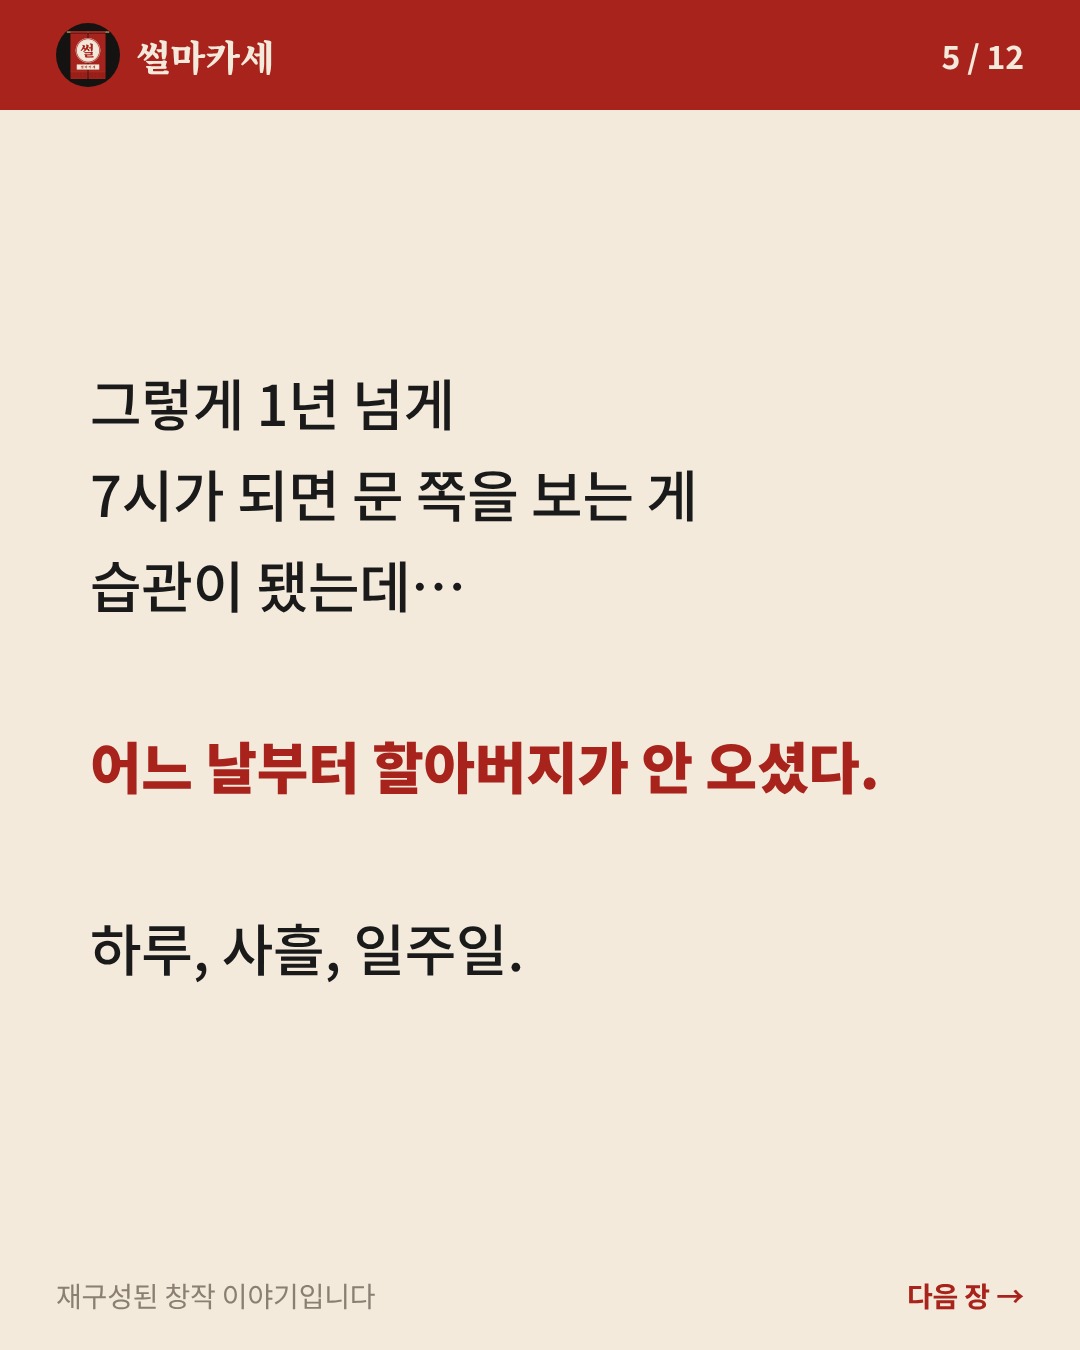 썰
썰마카세
5 / 12
그렇게 1년 넘게
7시가 되면 문 쪽을 보는 게
습관이 됐는데…
어느 날부터 할아버지가 안 오셨다.
하루, 사흘, 일주일.
재구성된 창작 이야기입니다
다음 장 →